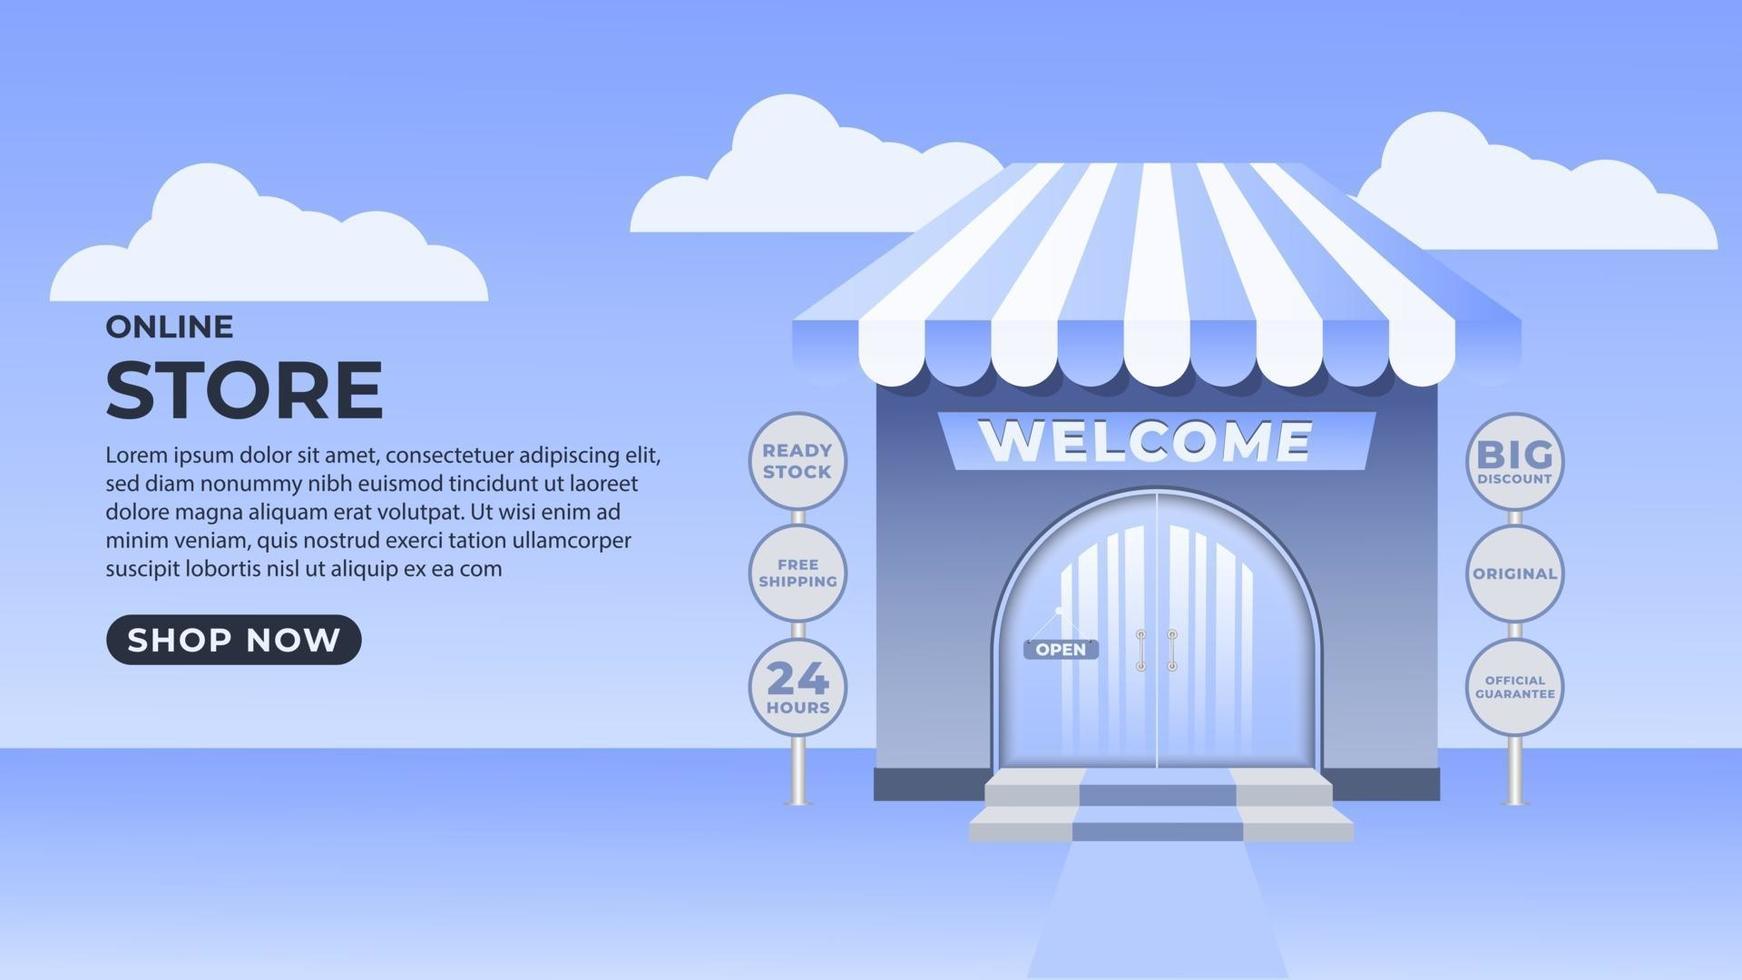 ONLINE
STORE
Lorem ipsum dolor sit amet, consectetuer adipiscing elit,
sed diam nonummy nibh euismod tincidunt ut laoreet
dolore magna aliquam erat volutpat. Ut wisi enim ad
minim veniam, quis nostrud exerci tation ullamcorper
suscipit lobortis nisl ut aliquip ex ea com
SHOP NOW
READY
STOCK
FREE
SHIPPING
24
HOURS
WELCOME
OPEN
BIG
DISCOUNT
ORIGINAL
OFFICIAL
GUARANTEE